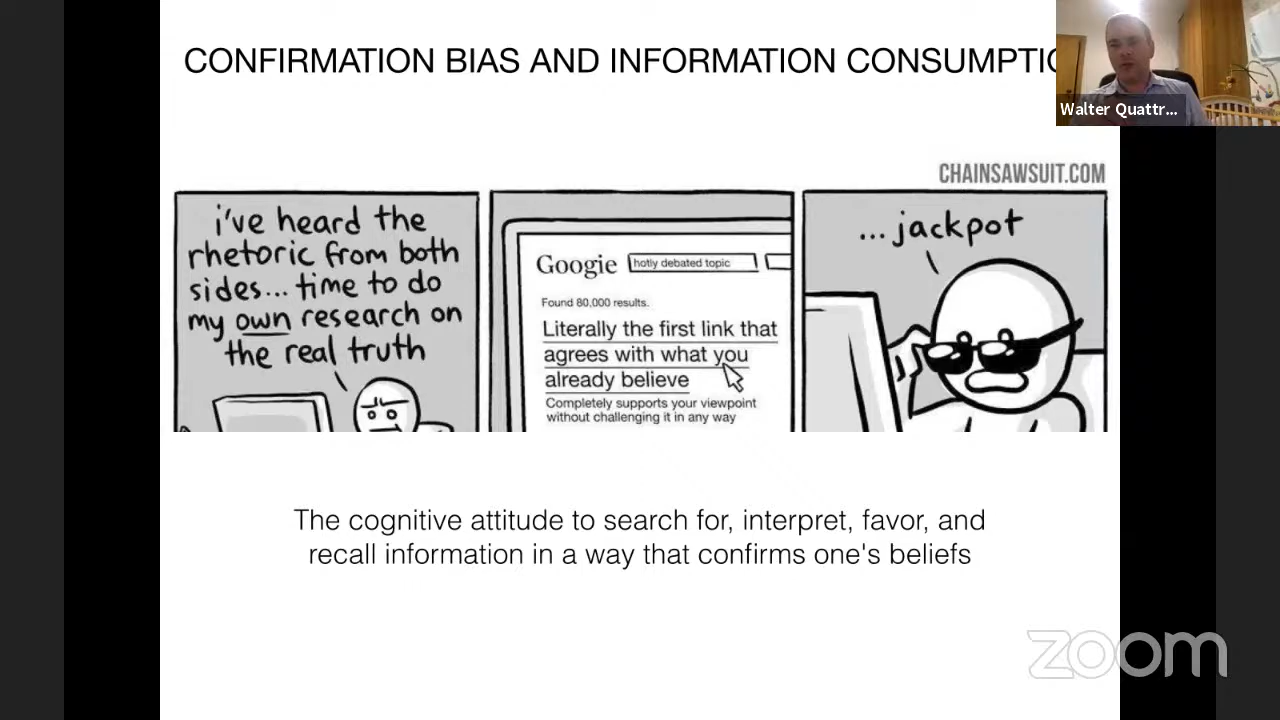 CONFIRMATION BIAS AND INFORMATION CONSUMPTIO
Walter Quattr...
CHAINSAWSUIT.COM
i've heard the
rhetoric from both
sides... time to do
my own research on
the real truth
Googie
hotly debated topic
Found 80,000 results.
Literally the first link that
agrees with what you
already believe
Completely supports your viewpoint
without challenging it in any way
...jackpot
The cognitive attitude to search for, interpret, favor, and
recall information in a way that confirms one's beliefs
zoom